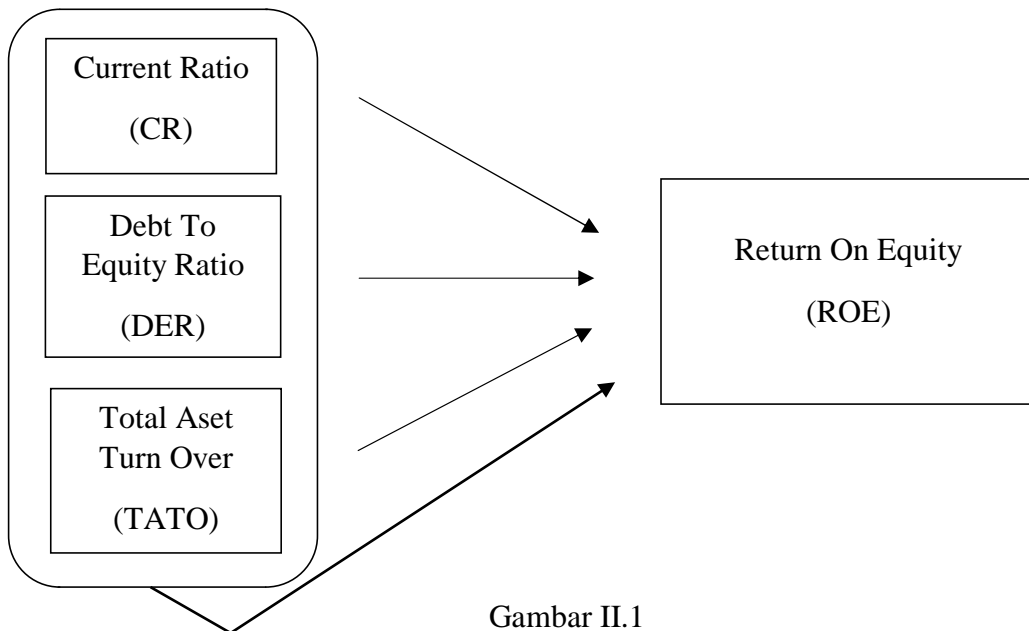 Current Ratio
(CR)
Debt To
Equity Ratio
(DER)
Total Aset
Turn Over
(TATO)
Return On Equity
(ROE)
Gambar II.1